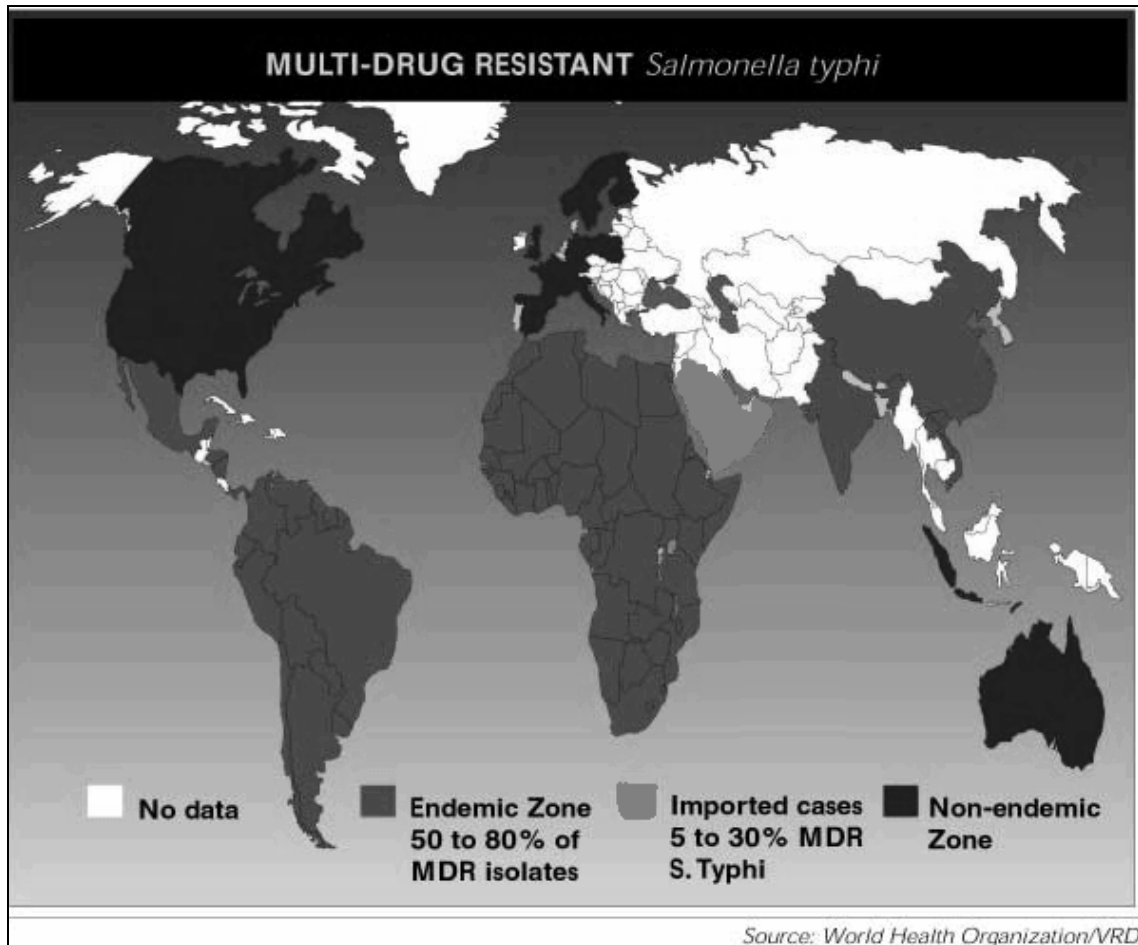 MULTI-DRUG RESISTANT Salmonella typhi
No data
Endemic Zone
50 to 80% of
MDR isolates
Imported cases
5 to 30% MDR
S. Typhi
Non-endemic
Zone
Source: World Health Organization/VRD